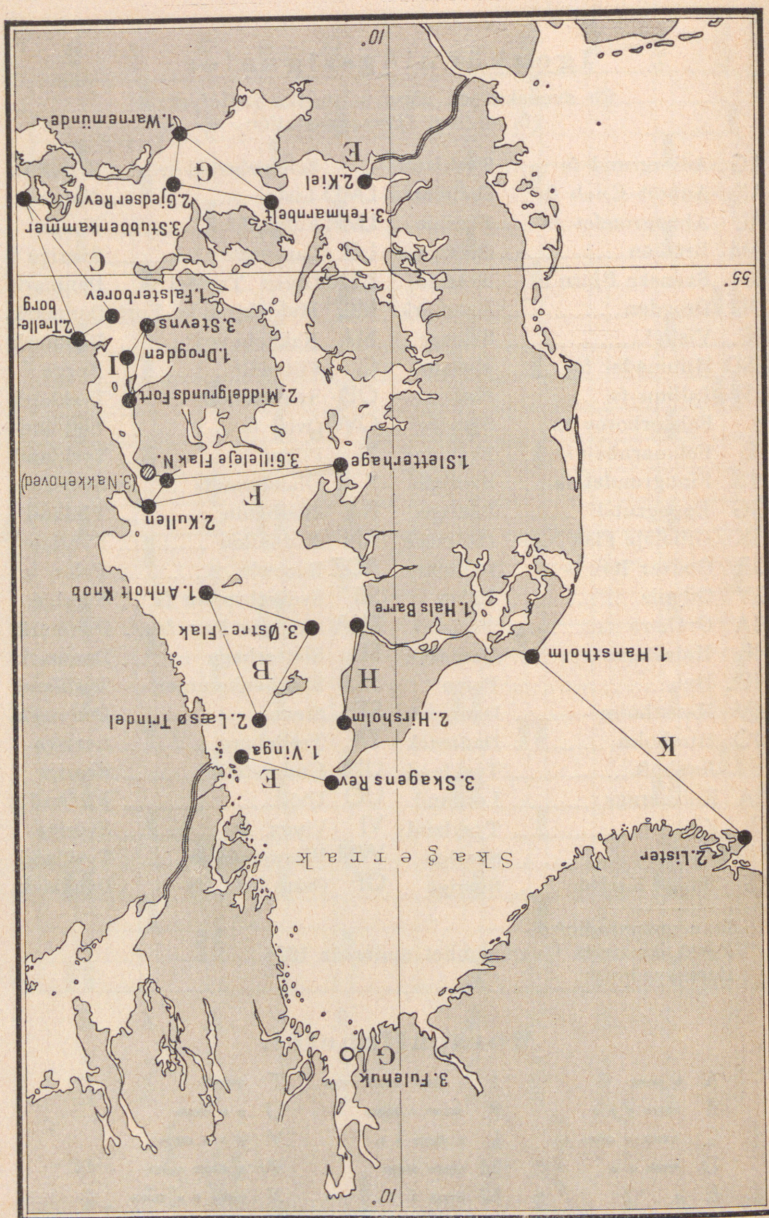 10°
3. Fulehuk
G
Skagerrak
2. Lister
3. Skagens Rev
E
1. Vinga
K
2. Hirsholm
2. Læsø Trindel
H
B
1. Hanstholm
3. Østre-Flak
1. Hals Barre
1. Anholt Knob
2. Kullen
F
(3. Nakkehoved)
3. Gilleleje Flak N.
1. Sletterhage
2. Middelgrunds Fort
I
1. Drogden
3. Stevns
2. Trelle-
borg
1. Falsterborev
55°
C
3. Stubbenkammer
3. Fehmarnbelt
2. Gjedser Rev
2. Kiel
G
E
1. Warnemünde
10°